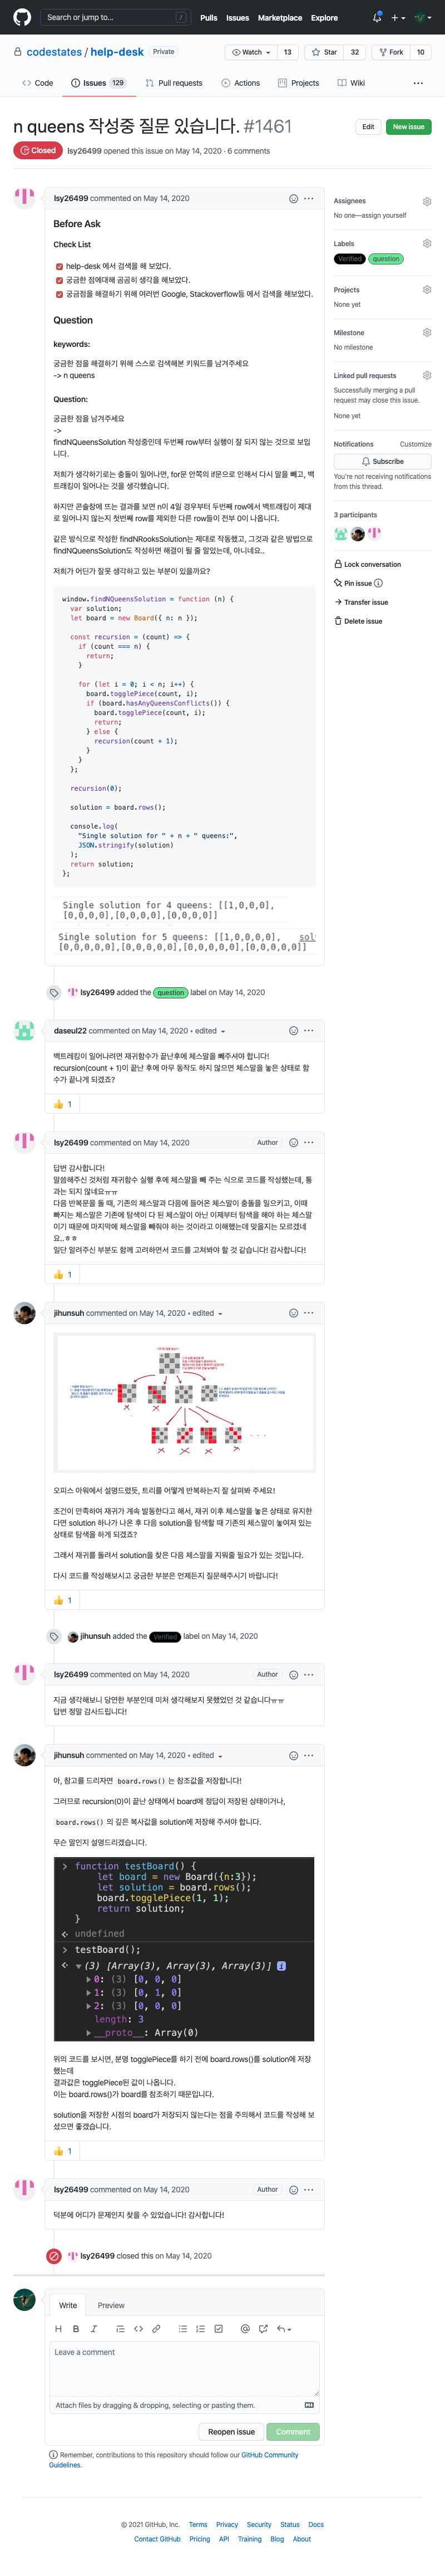 Search or jump to... /
Pulls Issues Marketplace Explore
codestates / help-desk Private
Watch 13 Star 32 Fork 10
Code Issues 129 Pull requests Actions Projects Wiki
n queens 작성중 질문 있습니다. #1461
Edit New issue
Closed lsy26499 opened this issue on May 14, 2020 · 6 comments
lsy26499 commented on May 14, 2020
Before Ask
Check List
help-desk 에서 검색을 해 보았다.
궁금한 점에대해 곰곰히 생각을 해보았다.
궁금점을 해결하기 위해 여러번 Google, Stackoverflow등 에서 검색을 해보았다.
Question
keywords:
궁금한 점을 해결하기 위해 스스로 검색해본 키워드를 남겨주세요
-> n queens
Question:
궁금한 점을 남겨주세요
->
findNQueensSolution 작성중인데 두번째 row부터 실행이 잘 되지 않는 것으로 보입
니다.
저희가 생각하기로는 충돌이 일어나면, for문 안쪽의 if문으로 인해서 다시 말을 빼고, 백
트래킹이 일어나는 것을 생각했습니다.
하지만 콘솔창에 뜨는 결과를 보면 n이 4일 경우부터 두번째 row에서 백트래킹이 제대
로 일어나지 않는지 첫번째 row를 제외한 다른 row들이 전부 0이 나옵니다.
같은 방식으로 작성한 findNRooksSolution는 제대로 작동했고, 그것과 같은 방법으로
findNQueensSolution도 작성하면 해결이 될 줄 알았는데, 아니네요..
저희가 어딘가 잘못 생각하고 있는 부분이 있을까요?
window.findNQueensSolution = function (n) {
var solution;
let board = new Board({ n: n });
const recursion = (count) => {
if (count === n) {
return;
}
for (let i = 0; i < n; i++) {
board.togglePiece(count, i);
if (board.hasAnyQueensConflicts()) {
board.togglePiece(count, i);
return;
} else {
recursion(count + 1);
}
}
};
recursion(0);
solution = board.rows();
console.log(
"Single solution for " + n + " queens:",
JSON.stringify(solution)
);
return solution;
};
Single solution for 4 queens: [[1,0,0,0],
[0,0,0,0],[0,0,0,0],[0,0,0,0]]
Single solution for 5 queens: [[1,0,0,0,0],
[0,0,0,0,0],[0,0,0,0,0],[0,0,0,0,0],[0,0,0,0,0]]
lsy26499 added the question label on May 14, 2020
daseul22 commented on May 14, 2020 • edited
백트레킹이 일어나려면 재귀함수가 끝난후에 체스말을 빼주셔야 합니다!
recursion(count + 1)이 끝난 후에 아무 동작도 하지 않으면 체스말을 놓은 상태로 함
수가 끝나게 되겠죠?
👍 1
lsy26499 commented on May 14, 2020 Author
답변 감사합니다!
말씀해주신 것처럼 재귀함수 실행 후에 체스말을 빼 주는 식으로 코드를 작성했는데, 통
과는 되지 않네요ㅠㅠ
다음 반복문을 돌 때, 기존의 체스말과 다음에 들어온 체스말이 충돌을 일으키고, 이때
빠지는 체스말은 기존에 탐색이 다 된 체스말이 아닌 이제부터 탐색을 해야 하는 체스말
이기 때문에 마지막에 체스말을 빼줘야 하는 것이라고 이해했는데 맞을지는 모르겠네
요..ㅎㅎ
일단 알려주신 부분도 함께 고려하면서 코드를 고쳐봐야 할 것 같습니다! 감사합니다!
👍 1
jihunsuh commented on May 14, 2020 • edited
오피스 아워에서 설명드렸듯, 트리를 어떻게 반복하는지 잘 살펴봐 주세요!
조건이 만족하여 재귀가 계속 발동한다고 해서, 재귀 이후 체스말을 놓은 상태로 유지한
다면 solution 하나가 나온 후 다음 solution을 탐색할 때 기존의 체스말이 놓여져 있는
상태로 탐색을 하게 되겠죠?
그래서 재귀를 돌려서 solution을 찾은 다음 체스말을 지워줄 필요가 있는 것입니다.
다시 코드를 작성해보시고 궁금한 부분은 언제든지 질문해주시기 바랍니다!
👍 1
jihunsuh added the Verified label on May 14, 2020
lsy26499 commented on May 14, 2020 Author
지금 생각해보니 당연한 부분인데 미처 생각해보지 못했었던 것 같습니다ㅠㅠ
답변 정말 감사드립니다!
jihunsuh commented on May 14, 2020 • edited
아, 참고를 드리자면 board.rows() 는 참조값을 저장합니다!
그러므로 recursion(0)이 끝난 상태에서 board에 정답이 저장된 상태이거나,
board.rows() 의 깊은 복사값을 solution에 저장해 주셔야 합니다.
무슨 말인지 설명드리겠습니다.
> function testBoard() {
let board = new Board({n:3});
let solution = board.rows();
board.togglePiece(1, 1);
return solution;
}
undefined
> testBoard();
(3) [Array(3), Array(3), Array(3)] i
0: (3) [0, 0, 0]
1: (3) [0, 1, 0]
2: (3) [0, 0, 0]
length: 3
__proto__: Array(0)
위의 코드를 보시면, 분명 togglePiece를 하기 전에 board.rows()를 solution에 저장
했는데
결과값은 togglePiece된 값이 나옵니다.
이는 board.rows()가 board를 참조하기 때문입니다.
solution을 저장한 시점의 board가 저장되지 않는다는 점을 주의해서 코드를 작성해 보
셨으면 좋겠습니다.
👍 1
lsy26499 commented on May 14, 2020 Author
덕분에 어디가 문제인지 찾을 수 있었습니다! 감사합니다!
lsy26499 closed this on May 14, 2020
Write Preview
Leave a comment
Attach files by dragging & dropping, selecting or pasting them.
Reopen issue Comment
Remember, contributions to this repository should follow our GitHub Community
Guidelines.
Assignees
No one—assign yourself
Labels
Verified question
Projects
None yet
Milestone
No milestone
Linked pull requests
Successfully merging a pull
request may close this issue.
None yet
Notifications Customize
Subscribe
You're not receiving notifications
from this thread.
3 participants
Lock conversation
Pin issue
Transfer issue
Delete issue
© 2021 GitHub, Inc. Terms Privacy Security Status Docs
Contact GitHub Pricing API Training Blog About